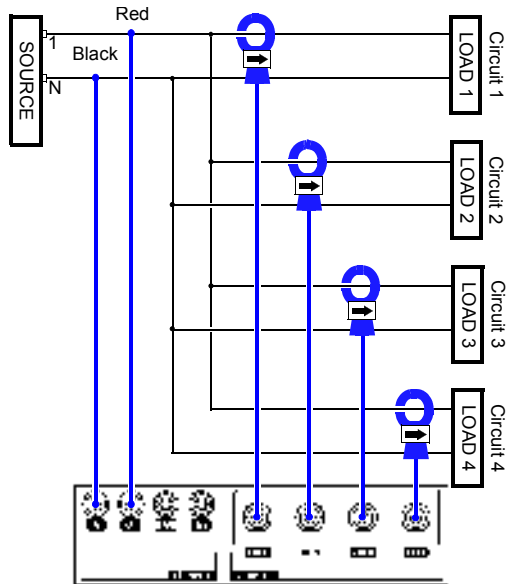 Red
Black
1
N
SOURCE
LOAD 1
Circuit 1
LOAD 2
Circuit 2
LOAD 3
Circuit 3
LOAD 4
Circuit 4